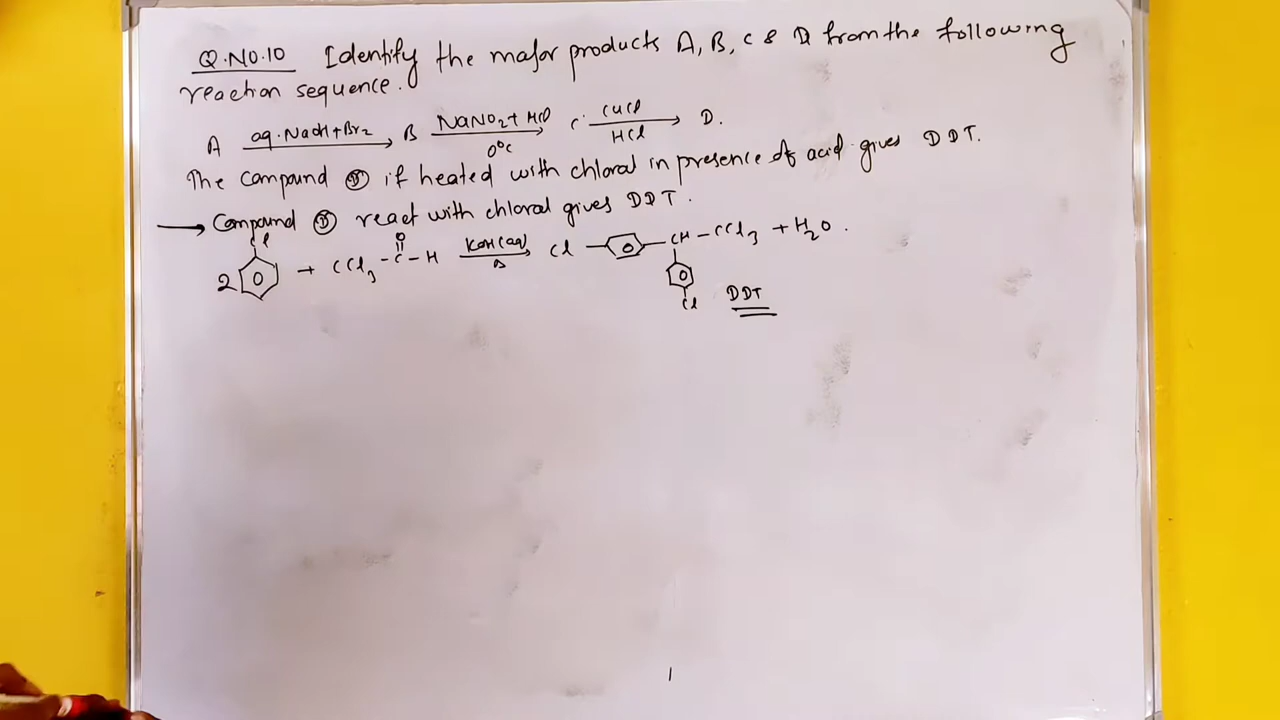 Q.No.10 Identify the major products A, B, C & D from the following
reaction sequence.
A aq.NaOH+Br2 → B NaNO2+HCl 0°C → C CuCl HCl → D.
The compound D if heated with chloral in presence of acid gives DDT.
→ Compound D react with chloral gives DDT.
2 Cl + CCl3-C-H O KOH(aq) Δ → Cl CH-CCl3 + H2O.
Cl DDT